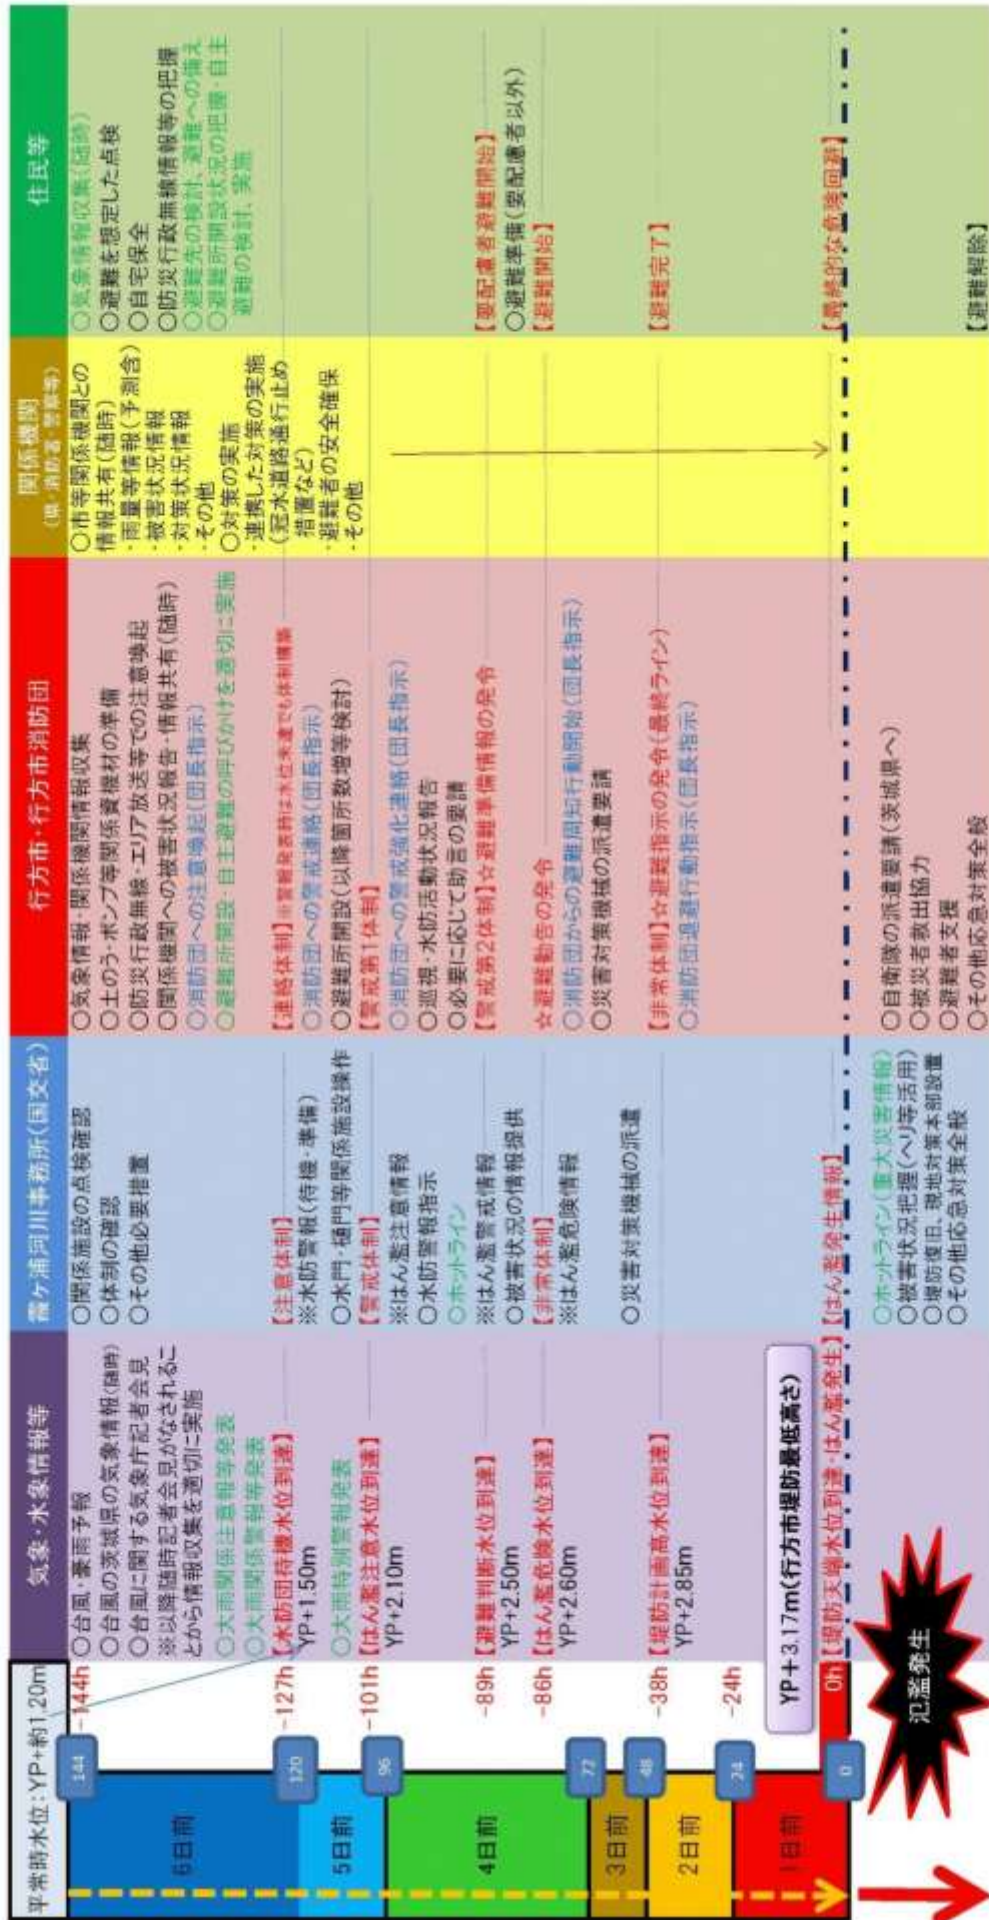 平常時水位：YP+約1.20m
気象・水象情報等
霞ヶ浦河川事務所（国交省）
行方市・行方市消防団
関係機関
（県・消防署・警察等）
住民等
144
120
96
72
48
24
0
6日前
5日前
4日前
3日前
2日前
1日前
-144h
-127h
-101h
-89h
-86h
-38h
-24h
0h
○台風・豪雨予報
○台風の茨城県の気象情報(随時)
○台風に関する気象庁記者会見
※以降随時記者会見がなされるこ
とから情報収集を適切に実施
○大雨関係注意報等発表
○大雨関係警報等発表
【水防団待機水位到達】
YP+1.50m
○大雨特別警報発表
【はん濫注意水位到達】
YP+2.10m
【避難判断水位到達】
YP+2.50m
【はん濫危険水位到達】
YP+2.60m
【堤防計画高水位到達】
YP+2.85m
YP＋3.17m(行方市堤防最低高さ)
【堤防天端水位到達・はん濫発生】
氾濫発生
○関係施設の点検確認
○体制の確認
○その他必要措置
【注意体制】
※水防警報（待機・準備）
○水門・樋門等関係施設操作
【警戒体制】
※はん濫注意情報
○水防警報指示
○ホットライン
※はん濫警戒情報
○被害状況の情報提供
【非常体制】
※はん濫危険情報
○災害対策機械の派遣
【はん濫発生情報】
○ホットライン（重大災害情報）
○被害状況把握（ヘリ等活用）
○堤防復旧、現地対策本部設置
○その他応急対策全般
○気象情報・関係機関情報収集
○土のう・ポンプ等関係資機材の準備
○防災行政無線・エリア放送等での注意喚起
○関係機関への被害状況報告・情報共有（随時）
○消防団への注意喚起（団長指示）
○避難所開設・自主避難の呼びかけを適切に実施
【連絡体制】※警報発表時は水位未達でも体制構築
○消防団への警戒連絡（団長指示）
○避難所開設（以降箇所数増等検討）
【警戒第1体制】
○消防団への警戒強化連絡（団長指示）
○巡視・水防活動状況報告
○必要に応じて助言の要請
【警戒第2体制】☆避難準備情報の発令
☆避難勧告の発令
○消防団からの避難周知行動開始（団長指示）
○災害対策機械の派遣要請
【非常体制】☆避難指示の発令（最終ライン）
○消防団退避行動指示（団長指示）
○自衛隊の派遣要請（茨城県へ）
○被災者救出協力
○避難者支援
○その他応急対策全般
○市等関係機関との
情報共有（随時）
・雨量等情報（予測含）
・被害状況情報
・対策状況情報
・その他
○対策の実施
・連携した対策の実施
（冠水道路通行止め
措置など）
・避難者の安全確保
・その他
○気象情報収集（随時）
○避難を想定した点検
○自宅保全
○防災行政無線情報等の把握
○避難先の検討、避難への備え
○避難所開設状況の把握・自主
避難の検討、実施
【要配慮者避難開始】
○避難準備（要配慮者以外）
【避難開始】
【避難完了】
【最終的な危険回避】
【避難解除】